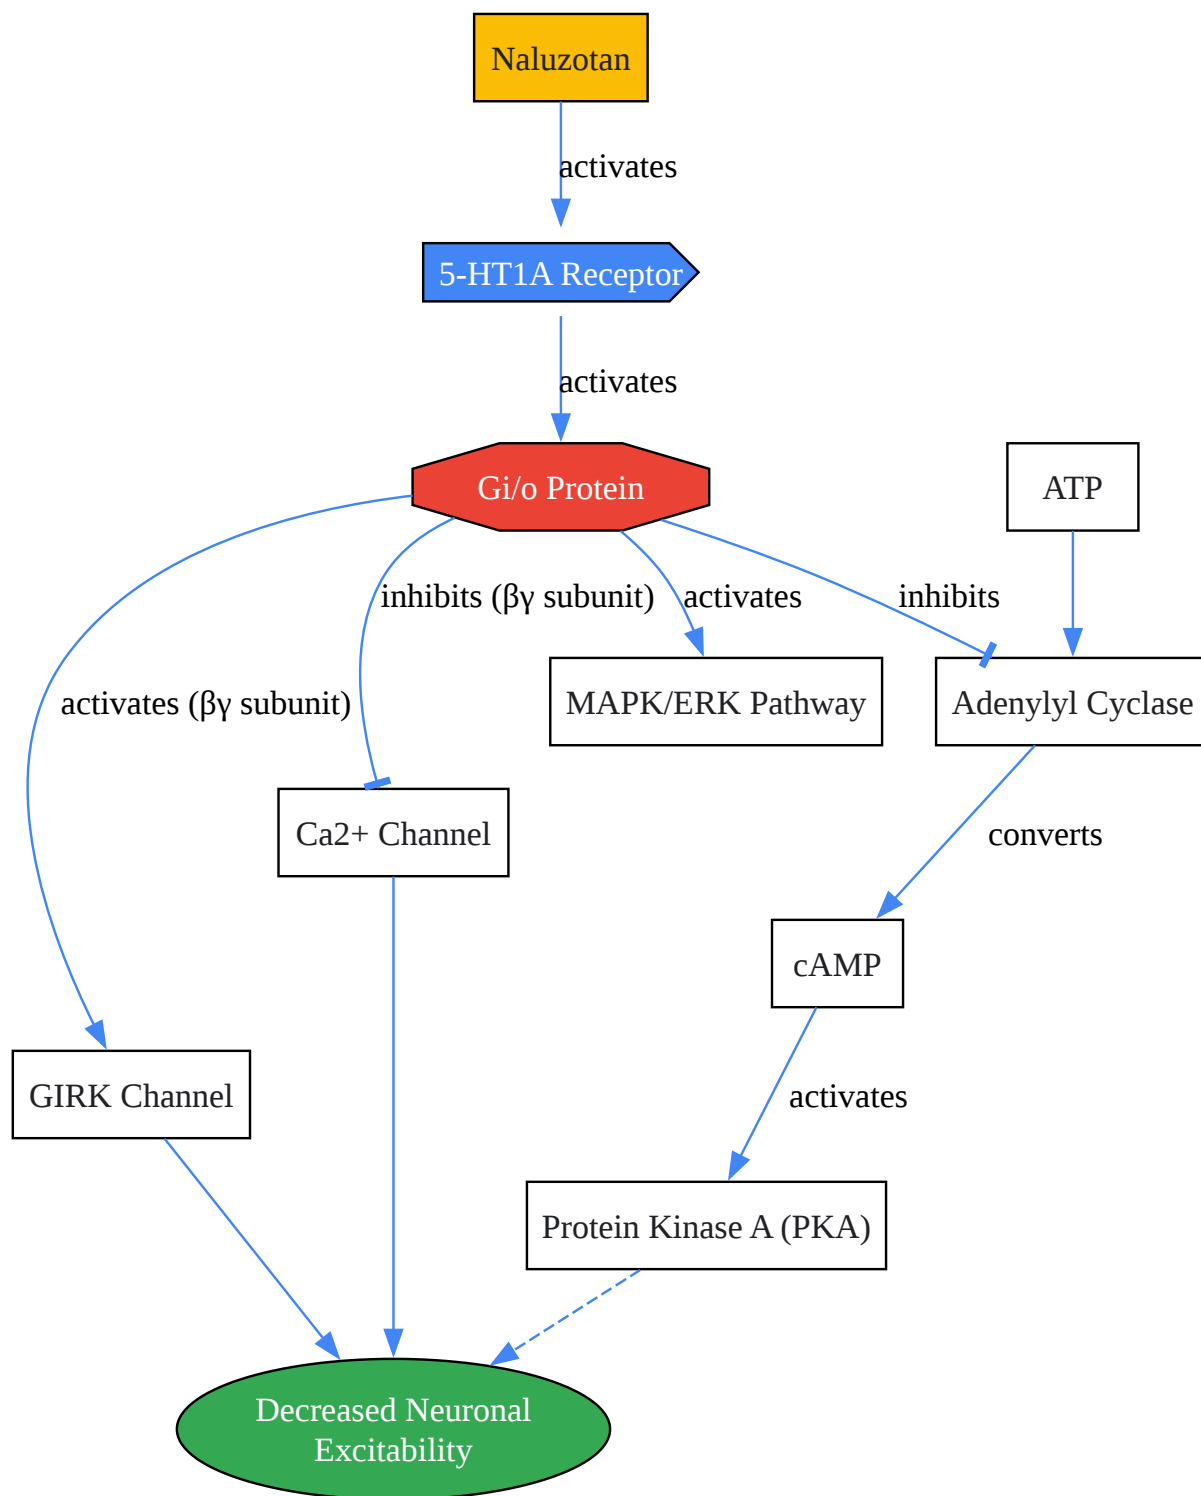 Naluzotan
activates
5-HT1A Receptor
activates
Gi/o Protein
ATP
inhibits (βγ subunit)
activates
inhibits
activates (βγ subunit)
MAPK/ERK Pathway
Adenylyl Cyclase
Ca2+ Channel
converts
cAMP
GIRK Channel
activates
Protein Kinase A (PKA)
Decreased Neuronal
Excitability